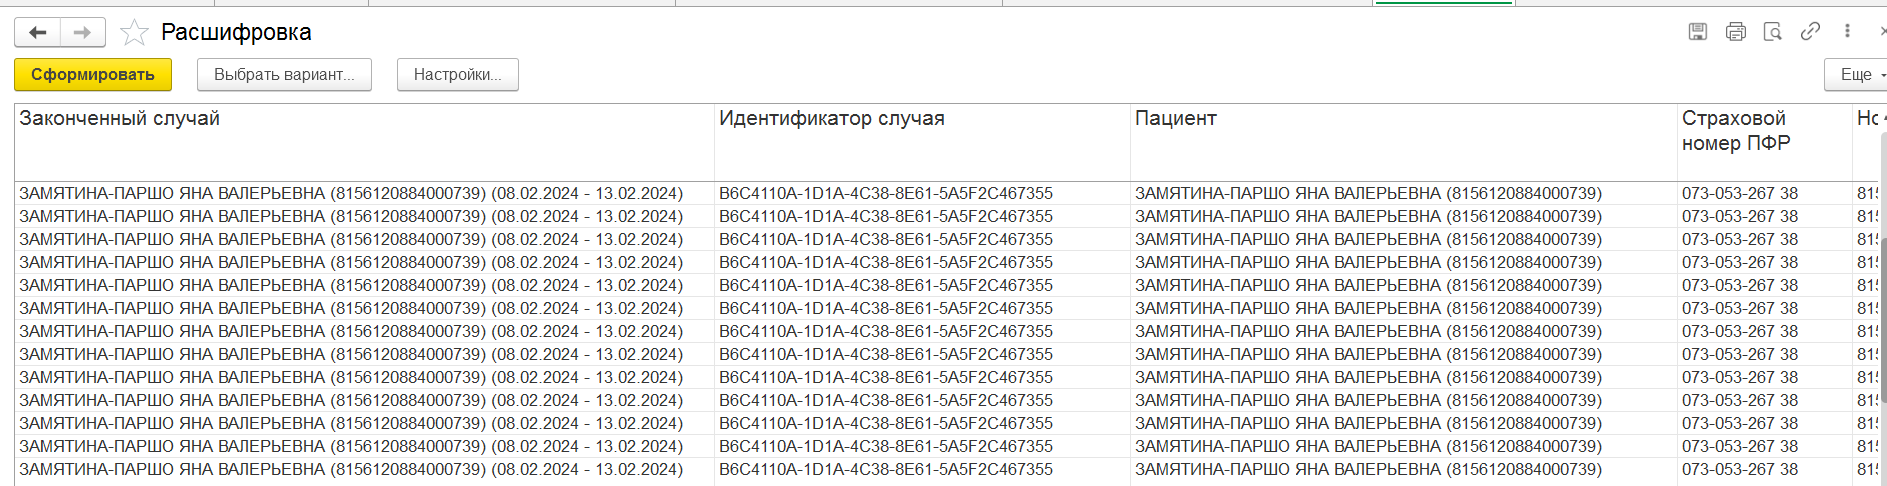 Расшифровка
Сформировать Выбрать вариант... Настройки... Еще
Законченный случай Идентификатор случая Пациент Страховой номер ПФР Но
ЗАМЯТИНА-ПАРШО ЯНА ВАЛЕРЬЕВНА (8156120884000739) (08.02.2024 - 13.02.2024) B6C4110A-1D1A-4C38-8E61-5A5F2C467355 ЗАМЯТИНА-ПАРШО ЯНА ВАЛЕРЬЕВНА (8156120884000739) 073-053-267 38 815
ЗАМЯТИНА-ПАРШО ЯНА ВАЛЕРЬЕВНА (8156120884000739) (08.02.2024 - 13.02.2024) B6C4110A-1D1A-4C38-8E61-5A5F2C467355 ЗАМЯТИНА-ПАРШО ЯНА ВАЛЕРЬЕВНА (8156120884000739) 073-053-267 38 815
ЗАМЯТИНА-ПАРШО ЯНА ВАЛЕРЬЕВНА (8156120884000739) (08.02.2024 - 13.02.2024) B6C4110A-1D1A-4C38-8E61-5A5F2C467355 ЗАМЯТИНА-ПАРШО ЯНА ВАЛЕРЬЕВНА (8156120884000739) 073-053-267 38 815
ЗАМЯТИНА-ПАРШО ЯНА ВАЛЕРЬЕВНА (8156120884000739) (08.02.2024 - 13.02.2024) B6C4110A-1D1A-4C38-8E61-5A5F2C467355 ЗАМЯТИНА-ПАРШО ЯНА ВАЛЕРЬЕВНА (8156120884000739) 073-053-267 38 815
ЗАМЯТИНА-ПАРШО ЯНА ВАЛЕРЬЕВНА (8156120884000739) (08.02.2024 - 13.02.2024) B6C4110A-1D1A-4C38-8E61-5A5F2C467355 ЗАМЯТИНА-ПАРШО ЯНА ВАЛЕРЬЕВНА (8156120884000739) 073-053-267 38 815
ЗАМЯТИНА-ПАРШО ЯНА ВАЛЕРЬЕВНА (8156120884000739) (08.02.2024 - 13.02.2024) B6C4110A-1D1A-4C38-8E61-5A5F2C467355 ЗАМЯТИНА-ПАРШО ЯНА ВАЛЕРЬЕВНА (8156120884000739) 073-053-267 38 815
ЗАМЯТИНА-ПАРШО ЯНА ВАЛЕРЬЕВНА (8156120884000739) (08.02.2024 - 13.02.2024) B6C4110A-1D1A-4C38-8E61-5A5F2C467355 ЗАМЯТИНА-ПАРШО ЯНА ВАЛЕРЬЕВНА (8156120884000739) 073-053-267 38 815
ЗАМЯТИНА-ПАРШО ЯНА ВАЛЕРЬЕВНА (8156120884000739) (08.02.2024 - 13.02.2024) B6C4110A-1D1A-4C38-8E61-5A5F2C467355 ЗАМЯТИНА-ПАРШО ЯНА ВАЛЕРЬЕВНА (8156120884000739) 073-053-267 38 815
ЗАМЯТИНА-ПАРШО ЯНА ВАЛЕРЬЕВНА (8156120884000739) (08.02.2024 - 13.02.2024) B6C4110A-1D1A-4C38-8E61-5A5F2C467355 ЗАМЯТИНА-ПАРШО ЯНА ВАЛЕРЬЕВНА (8156120884000739) 073-053-267 38 815
ЗАМЯТИНА-ПАРШО ЯНА ВАЛЕРЬЕВНА (8156120884000739) (08.02.2024 - 13.02.2024) B6C4110A-1D1A-4C38-8E61-5A5F2C467355 ЗАМЯТИНА-ПАРШО ЯНА ВАЛЕРЬЕВНА (8156120884000739) 073-053-267 38 815
ЗАМЯТИНА-ПАРШО ЯНА ВАЛЕРЬЕВНА (8156120884000739) (08.02.2024 - 13.02.2024) B6C4110A-1D1A-4C38-8E61-5A5F2C467355 ЗАМЯТИНА-ПАРШО ЯНА ВАЛЕРЬЕВНА (8156120884000739) 073-053-267 38 815
ЗАМЯТИНА-ПАРШО ЯНА ВАЛЕРЬЕВНА (8156120884000739) (08.02.2024 - 13.02.2024) B6C4110A-1D1A-4C38-8E61-5A5F2C467355 ЗАМЯТИНА-ПАРШО ЯНА ВАЛЕРЬЕВНА (8156120884000739) 073-053-267 38 815
ЗАМЯТИНА-ПАРШО ЯНА ВАЛЕРЬЕВНА (8156120884000739) (08.02.2024 - 13.02.2024) B6C4110A-1D1A-4C38-8E61-5A5F2C467355 ЗАМЯТИНА-ПАРШО ЯНА ВАЛЕРЬЕВНА (8156120884000739) 073-053-267 38 815